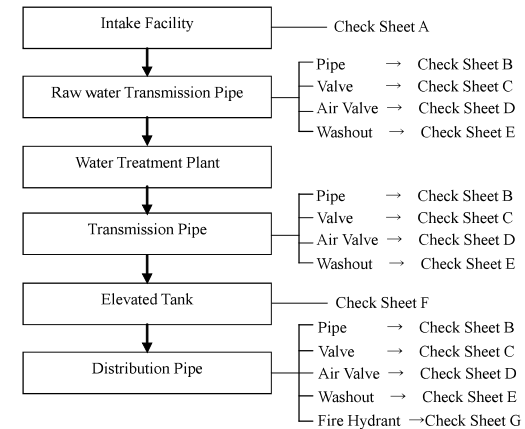 Intake Facility
Check Sheet A
Raw water Transmission Pipe
Pipe → Check Sheet B
Valve → Check Sheet C
Air Valve → Check Sheet D
Washout → Check Sheet E
Water Treatment Plant
Transmission Pipe
Pipe → Check Sheet B
Valve → Check Sheet C
Air Valve → Check Sheet D
Washout → Check Sheet E
Elevated Tank
Check Sheet F
Distribution Pipe
Pipe → Check Sheet B
Valve → Check Sheet C
Air Valve → Check Sheet D
Washout → Check Sheet E
Fire Hydrant →Check Sheet G